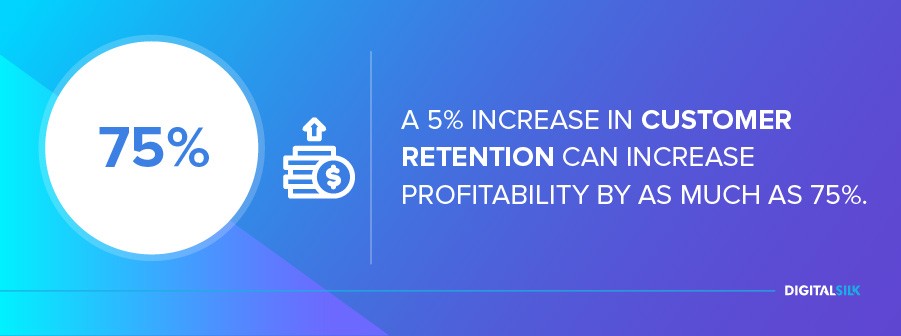 75%
$
A 5% INCREASE IN CUSTOMER
RETENTION CAN INCREASE
PROFITABILITY BY AS MUCH AS 75%.
DIGITALSILK